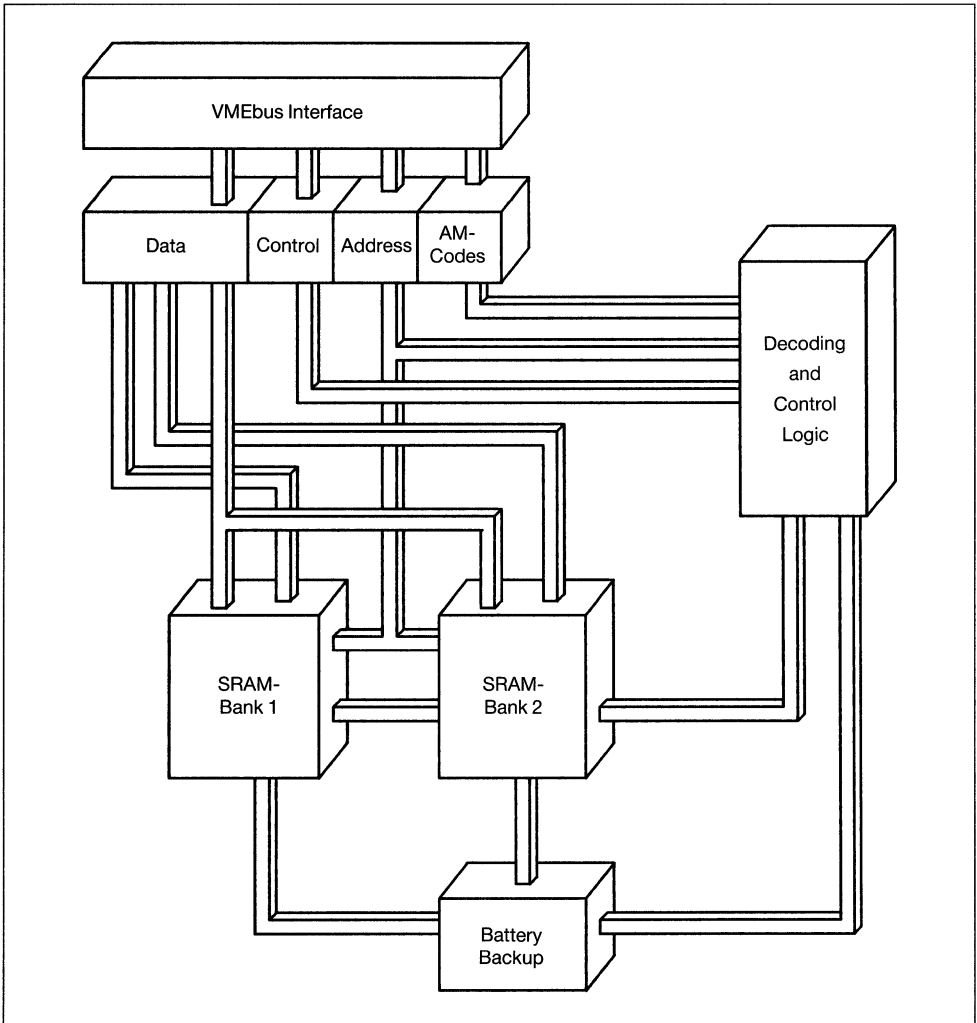 VMEbus Interface
Data
Control
Address
AM-
Codes
Decoding
and
Control
Logic
SRAM-
Bank 1
SRAM-
Bank 2
Battery
Backup